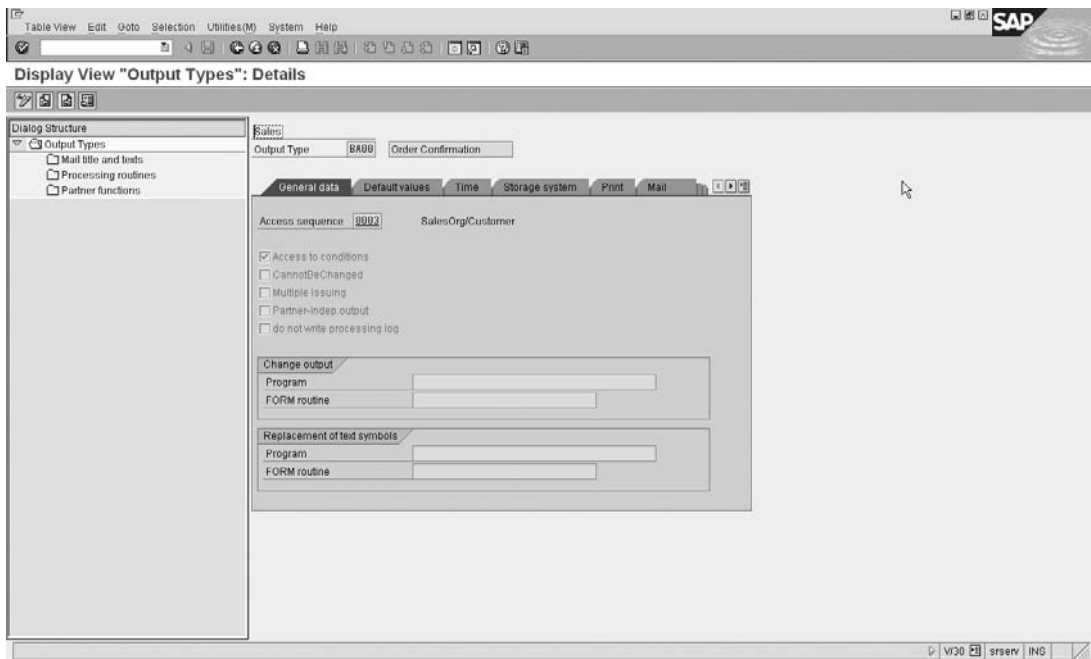 Table View Edit Goto Selection Utilities(M) System Help
SAP
Display View "Output Types": Details
Dialog Structure
Output Types
Mail title and texts
Processing routines
Partner functions
Sales
Output Type BA00 Order Confirmation
General data Default values Time Storage system Print Mail
Access sequence 0003 SalesOrg/Customer
Access to conditions
CannotBeChanged
Multiple issuing
Partner-indep.output
do not write processing log
Change output
Program
FORM routine
Replacement of text symbols
Program
FORM routine
V/30 srserv INS